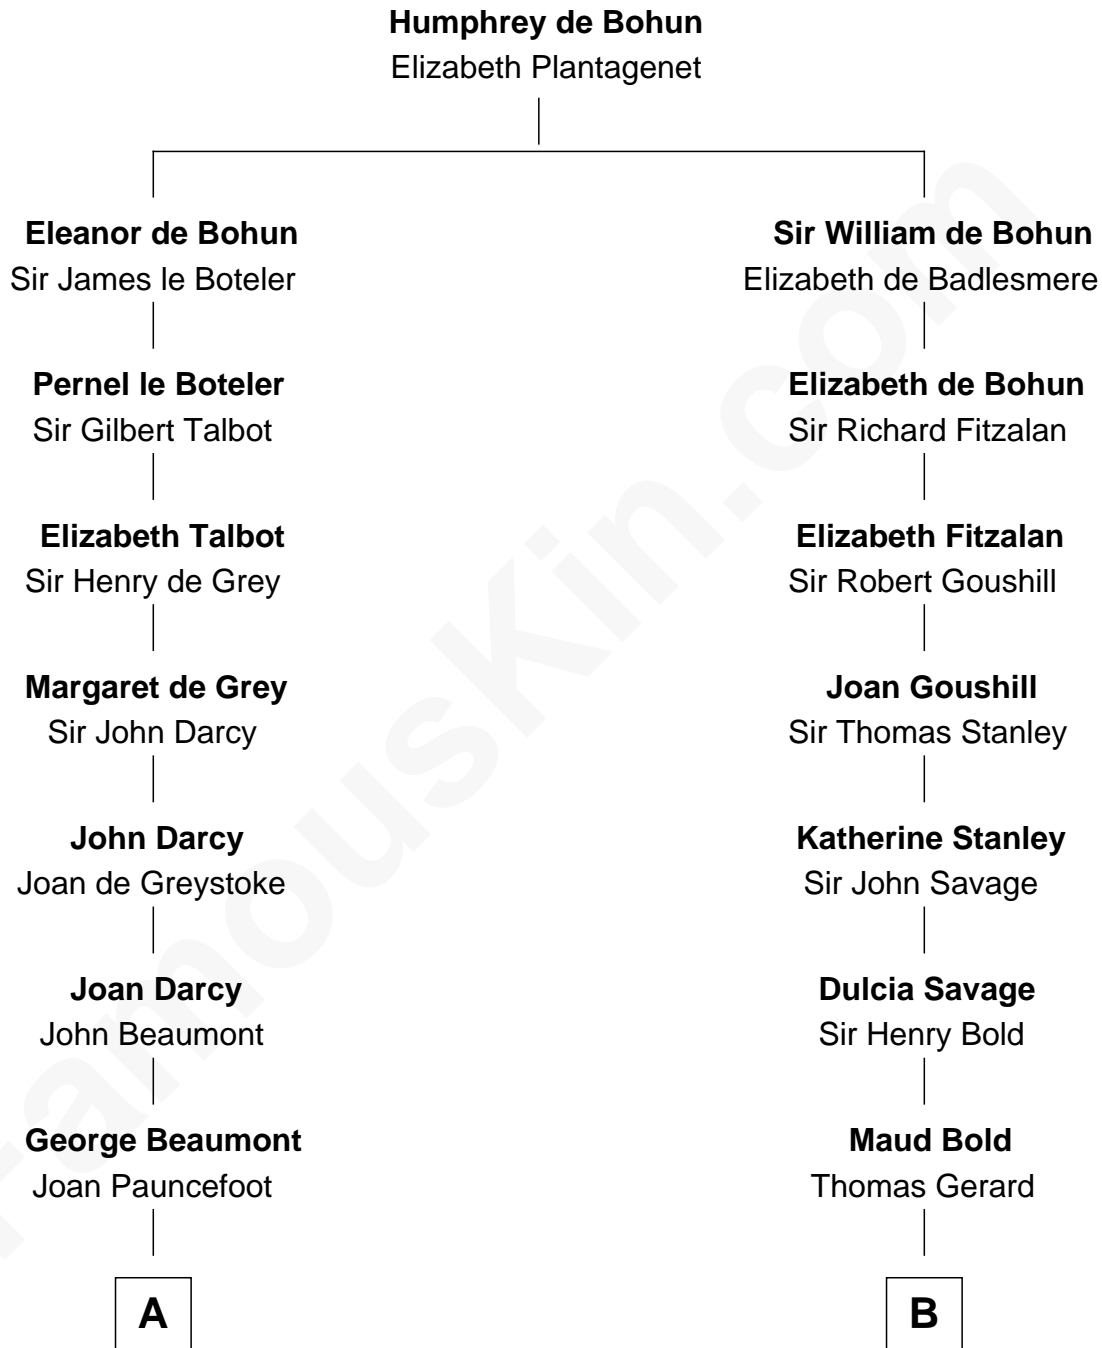 Humphrey de Bohun
Elizabeth Plantagenet
Eleanor de Bohun
Sir James le Boteler
Sir William de Bohun
Elizabeth de Badlesmere
Pernel le Boteler
Sir Gilbert Talbot
Elizabeth de Bohun
Sir Richard Fitzalan
Elizabeth Talbot
Sir Henry de Grey
Elizabeth Fitzalan
Sir Robert Goushill
Margaret de Grey
Sir John Darcy
Joan Goushill
Sir Thomas Stanley
John Darcy
Joan de Greystoke
Katherine Stanley
Sir John Savage
Joan Darcy
John Beaumont
Dulcia Savage
Sir Henry Bold
George Beaumont
Joan Pauncefoot
Maud Bold
Thomas Gerard
A
B
FamousKin.com